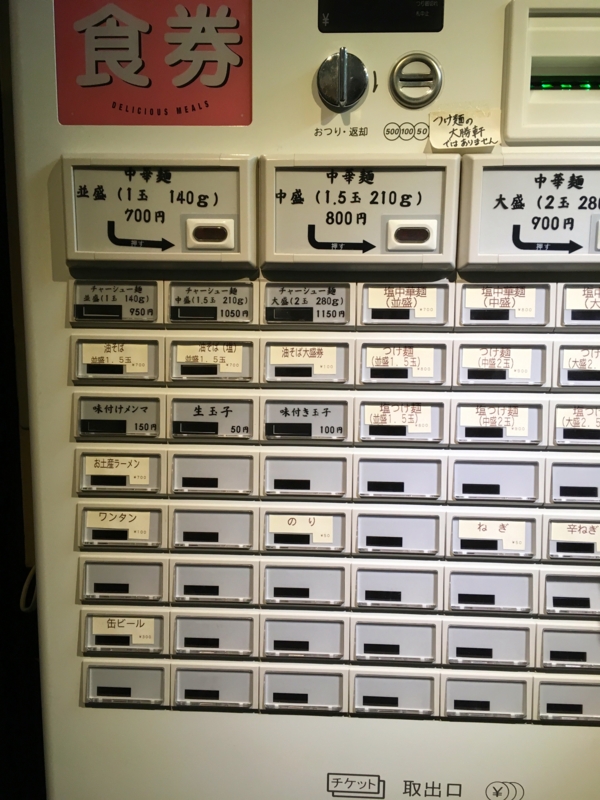 食券
DELICIOUS MEALS
おつり・返却
500 100 50
つけ麺の
大勝軒
ではありません
中華麺
並盛(1玉 140g)
700円
押す
中華麺
中盛(1.5玉 210g)
800円
押す
中華麺
大盛(2玉 280
900円
押す
チャーシュー麺
並盛(1玉 140g)
950円
チャーシュー麺
中盛(1.5玉 210g)
1050円
チャーシュー麺
大盛(2玉 280g)
1150円
塩中華麺
(並盛)
塩中華麺
(中盛)
油そば
並盛1.5玉
油そば(塩)
並盛1.5玉
油そば大盛券
つけ麺
(並盛1.5玉)
つけ麺
(中盛2玉)
味付けメンマ
150円
生玉子
50円
味付き玉子
100円
塩つけ麺
(並盛1.5玉)
塩つけ麺
(中盛2玉)
お土産ラーメン
ワンタン
のり
ねぎ
辛ねぎ
缶ビール
チケット 取出口 ¥